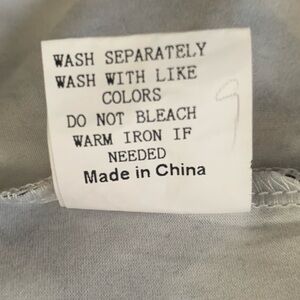 WASH SEPARATELY
WASH WITH LIKE
COLORS
DO NOT BLEACH
WARM IRON IF
NEEDED
Made in China